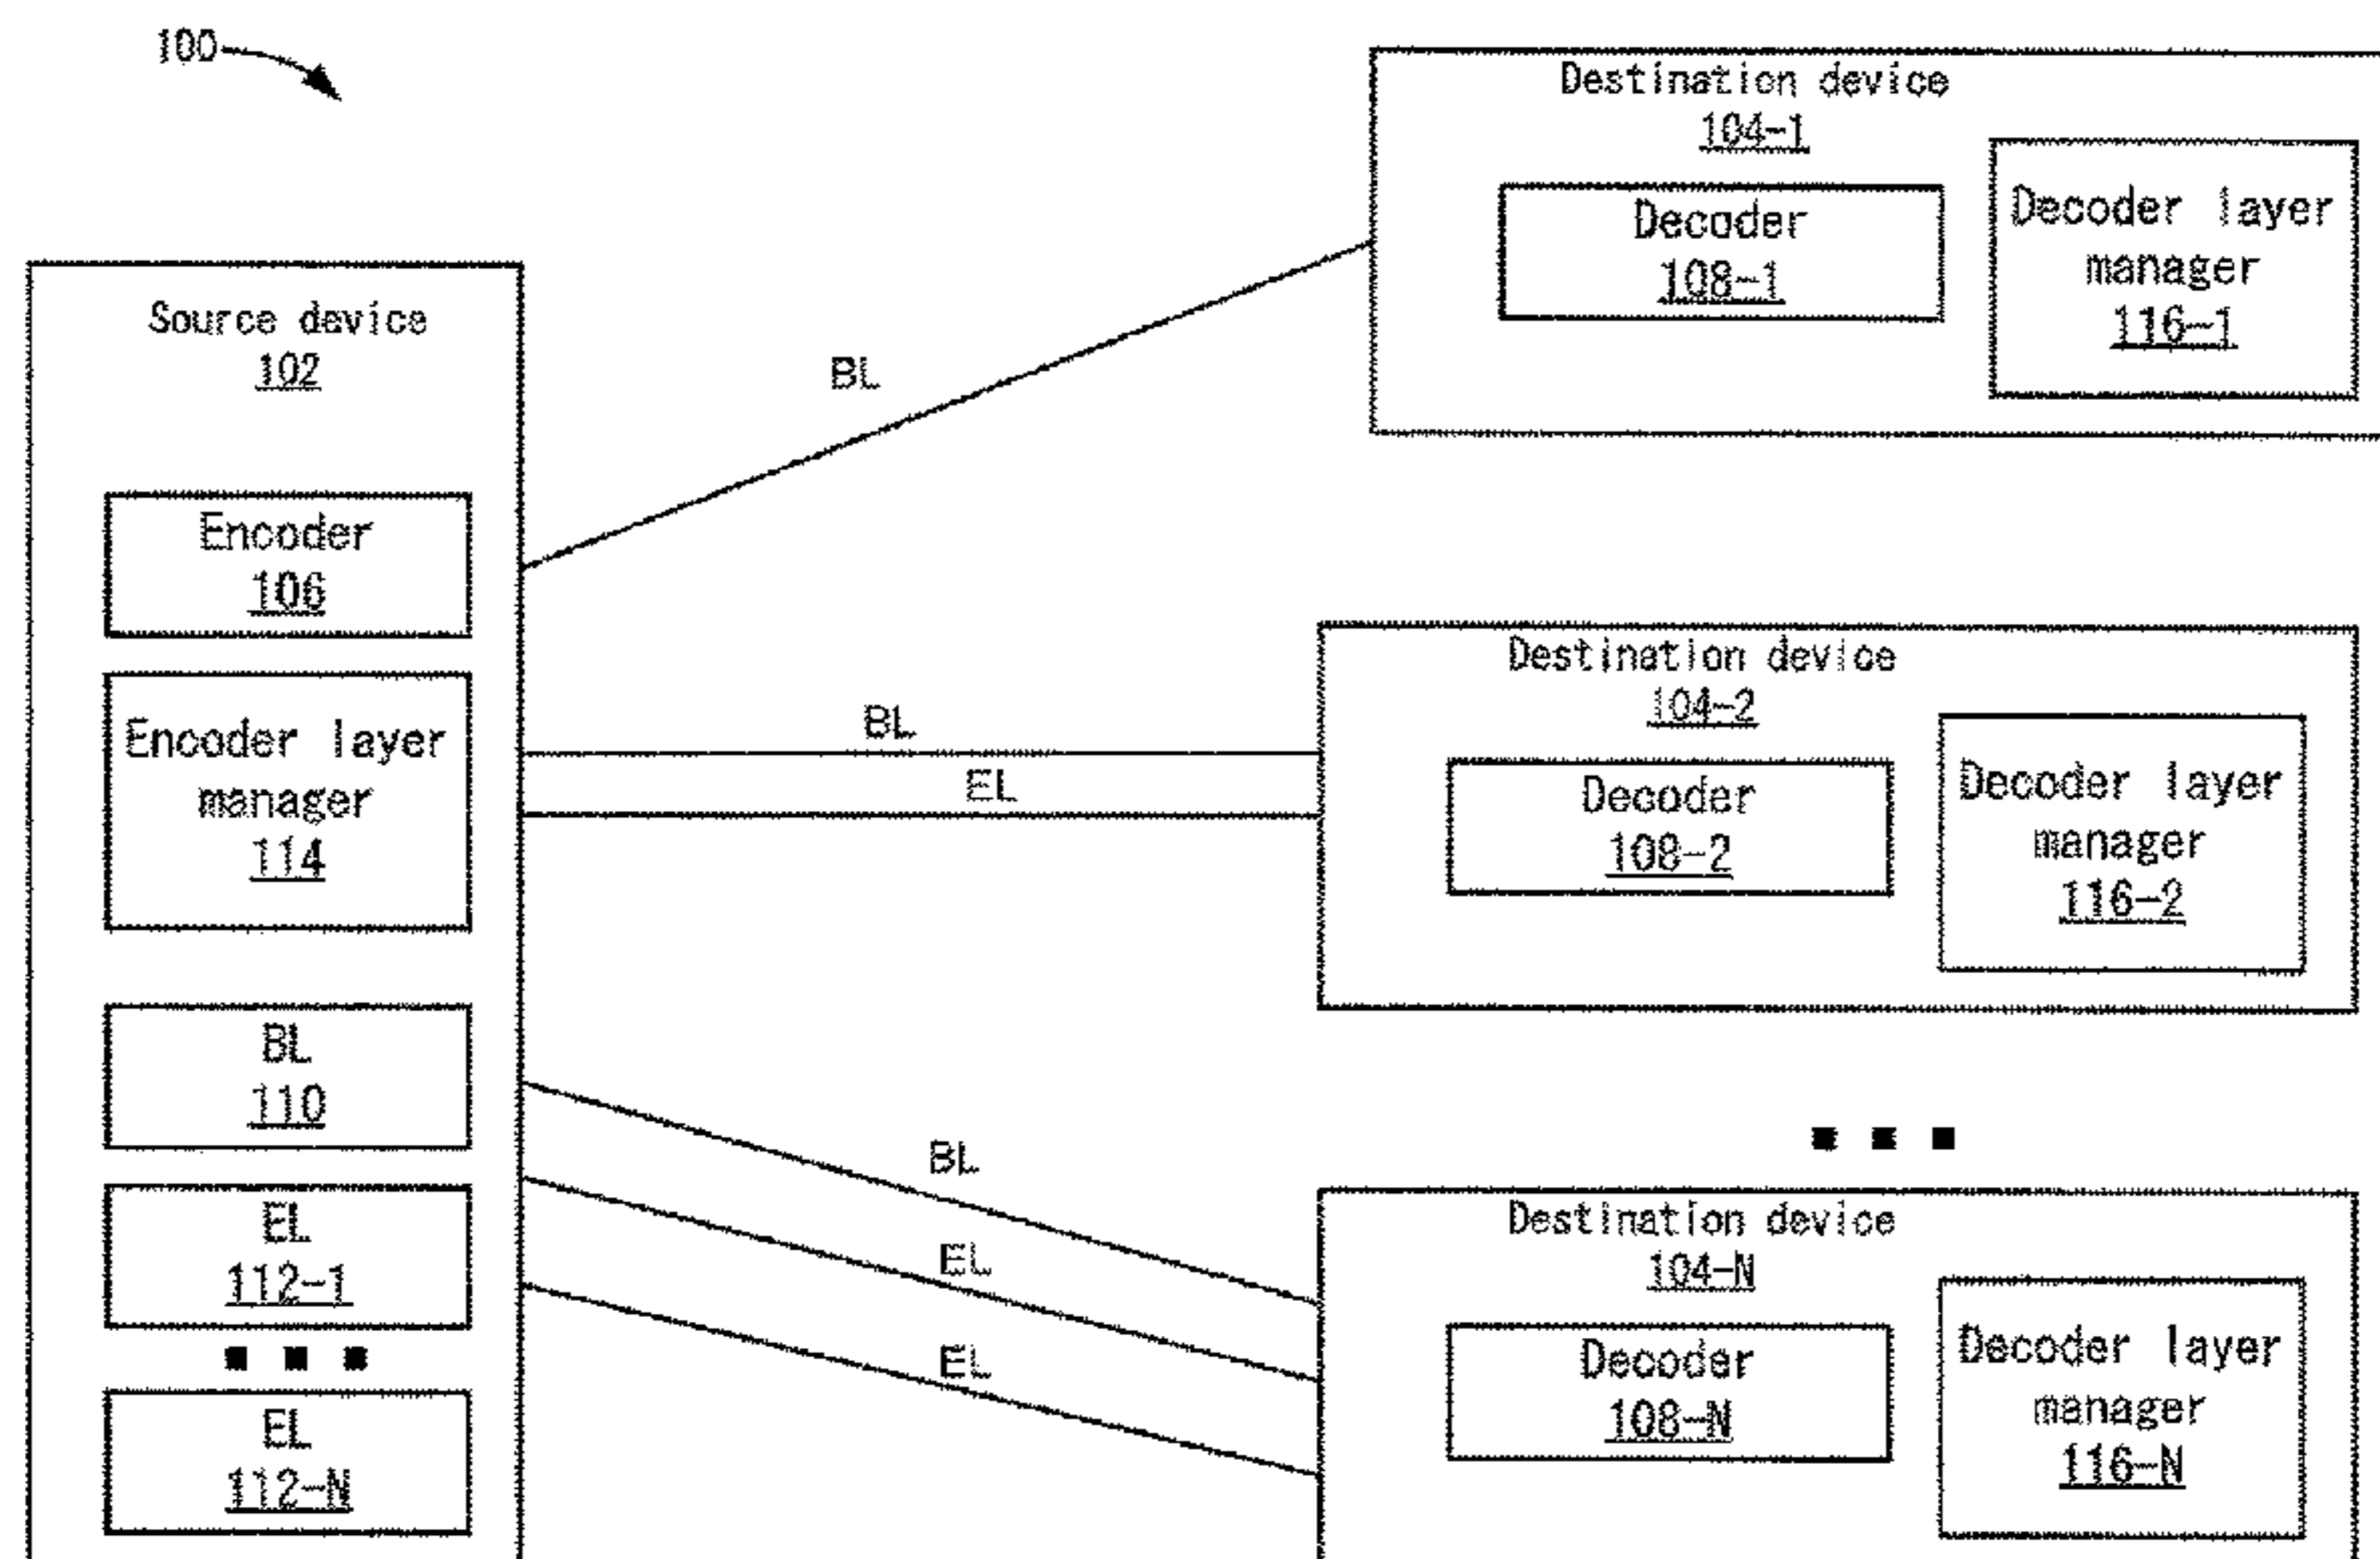 100
Source device
102
Encoder
106
Encoder layer
manager
114
BL
110
EL
112-1
EL
112-N
BL
BL
EL
BL
EL
EL
Destination device
104-1
Decoder
108-1
Decoder layer
manager
116-1
Destination device
104-2
Decoder
108-2
Decoder layer
manager
116-2
Destination device
104-N
Decoder
108-N
Decoder layer
manager
116-N